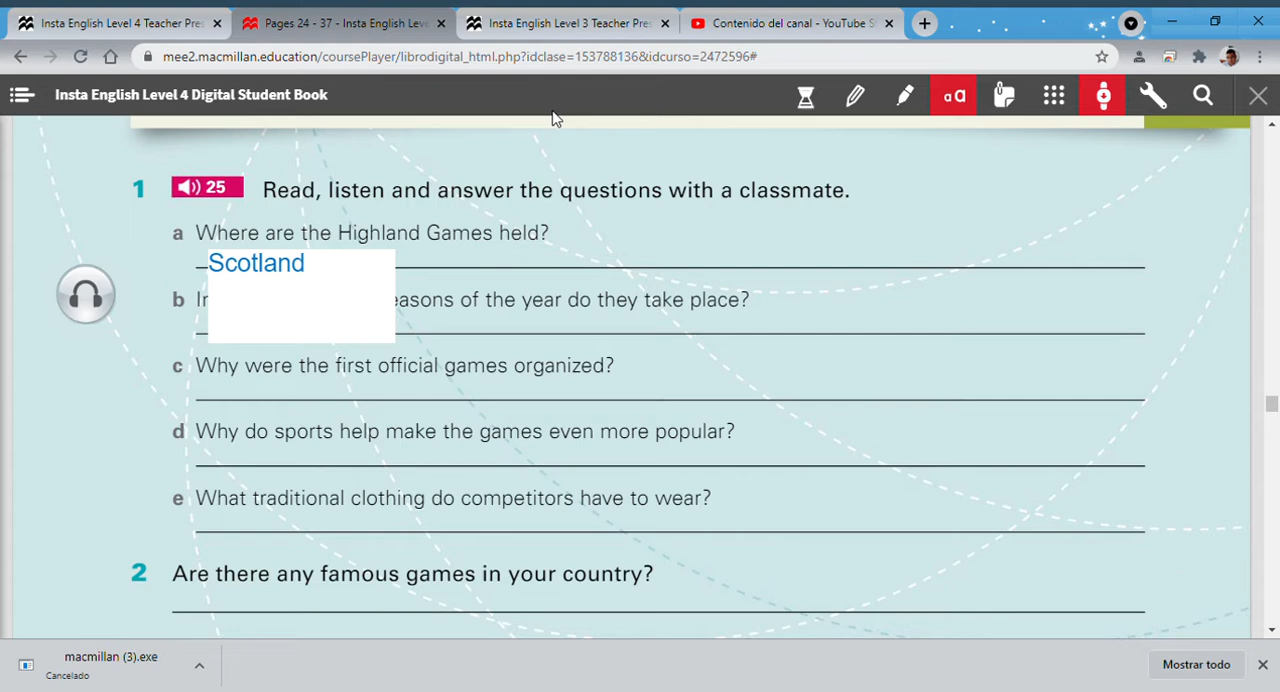 Insta English Level 4 Teacher Pres
Pages 24 - 37 - Insta English Leve
Insta English Level 3 Teacher Pres
Contenido del canal - YouTube S
mee2.macmillan.education/coursePlayer/librodigital_html.php?idclase=153788136&idcurso=2472596#
Insta English Level 4 Digital Student Book
aa
1 25 Read, listen and answer the questions with a classmate.
a Where are the Highland Games held?
Scotland
b In easons of the year do they take place?
c Why were the first official games organized?
d Why do sports help make the games even more popular?
e What traditional clothing do competitors have to wear?
2 Are there any famous games in your country?
macmillan (3).exe
Cancelado
Mostrar todo